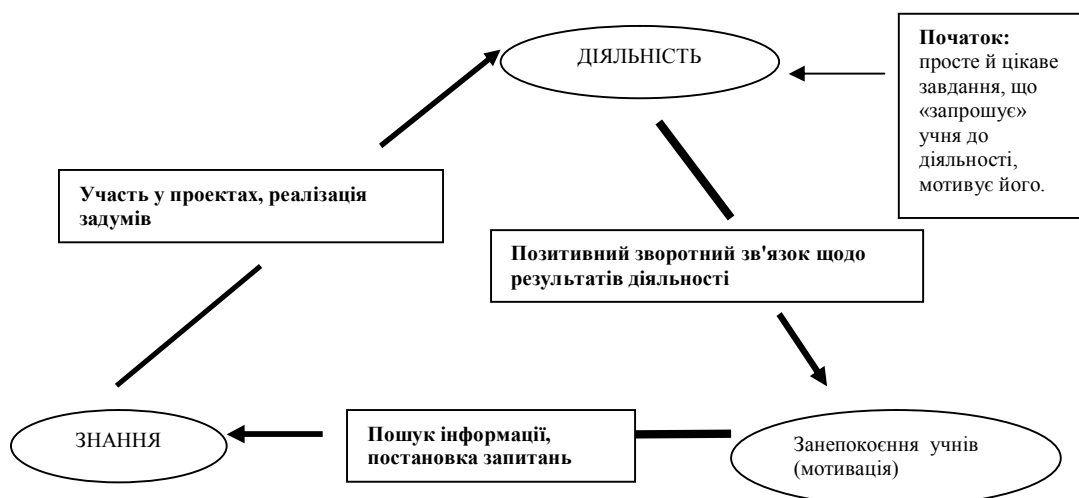 ДІЯЛЬНІСТЬ
Початок:
просте й цікаве
завдання, що
«запрошує»
учня до
діяльності,
мотивує його.
Участь у проектах, реалізація
задумів
Позитивний зворотний зв'язок щодо
результатів діяльності
ЗНАННЯ
Пошук інформації,
постановка запитань
Занепокоєння учнів
(мотивація)